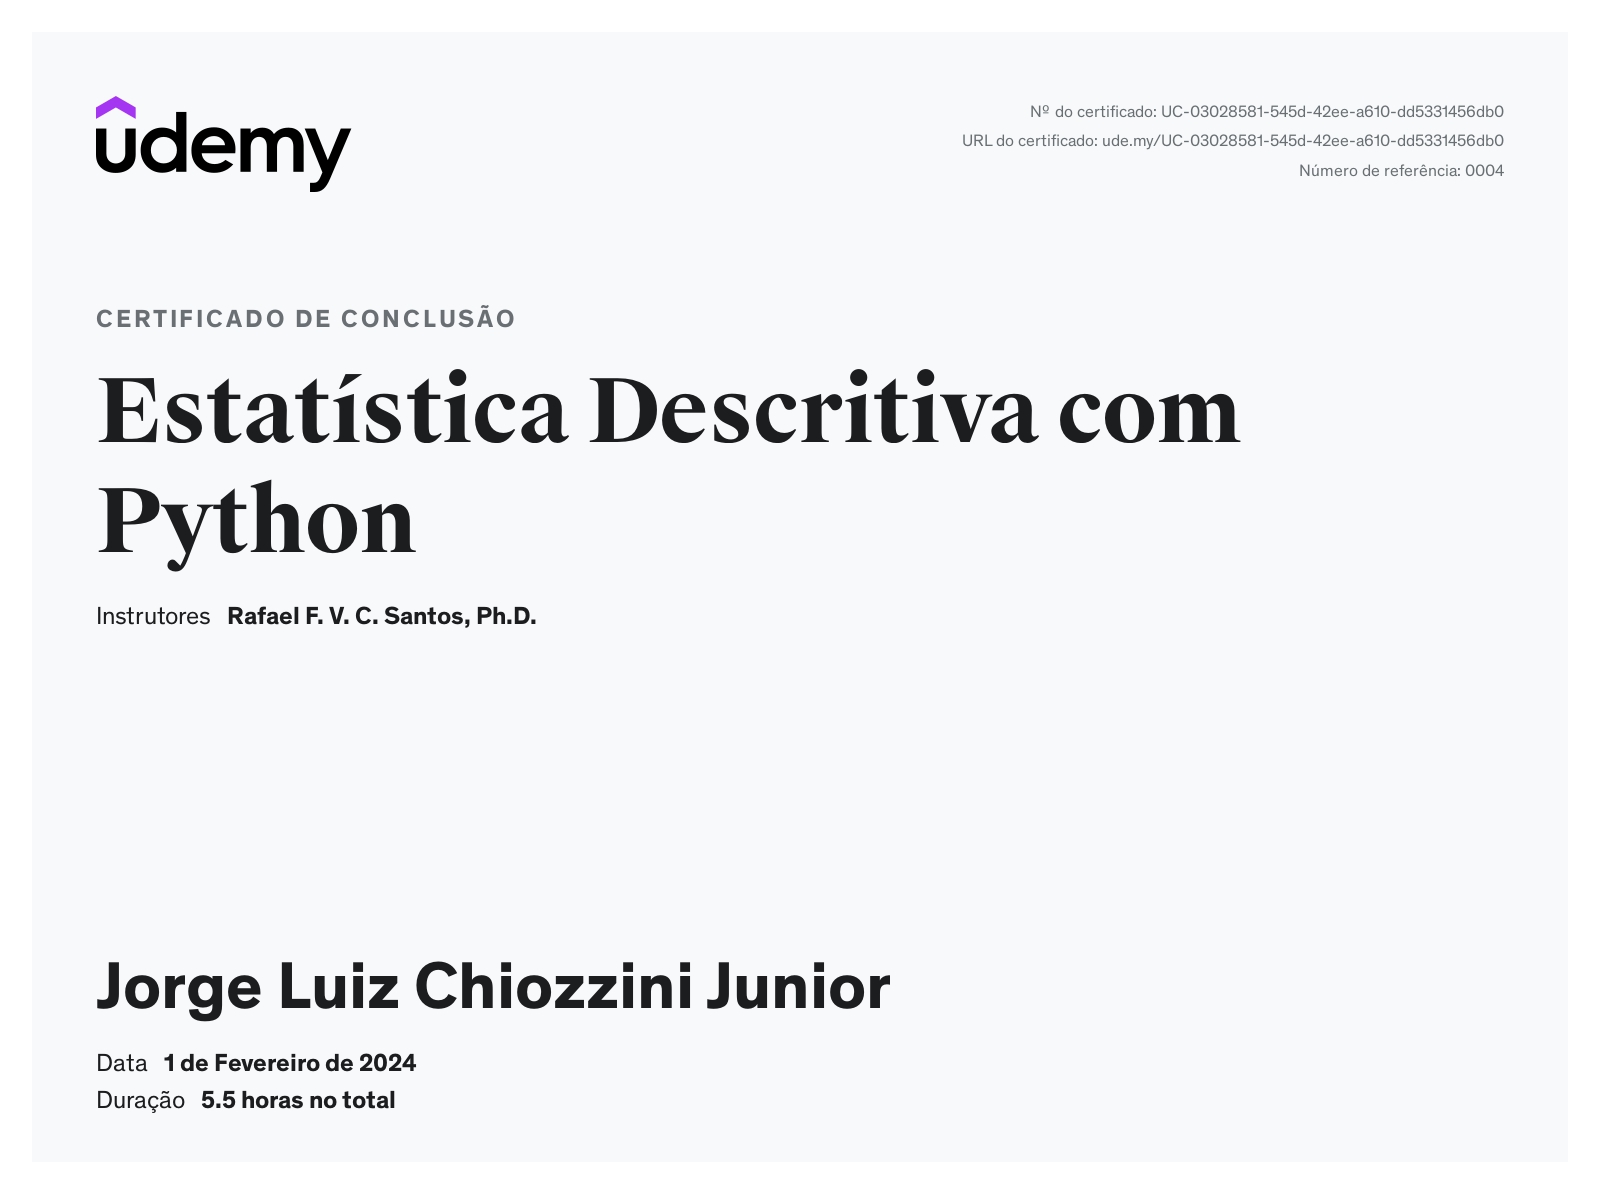 udemy
Nº do certificado: UC-03028581-545d-42ee-a610-dd5331456db0
URL do certificado: ude.my/UC-03028581-545d-42ee-a610-dd5331456db0
Número de referência: 0004
CERTIFICADO DE CONCLUSÃO
Estatística Descritiva com
Python
Instrutores Rafael F. V. C. Santos, Ph.D.
Jorge Luiz Chiozzini Junior
Data 1 de Fevereiro de 2024
Duração 5.5 horas no total